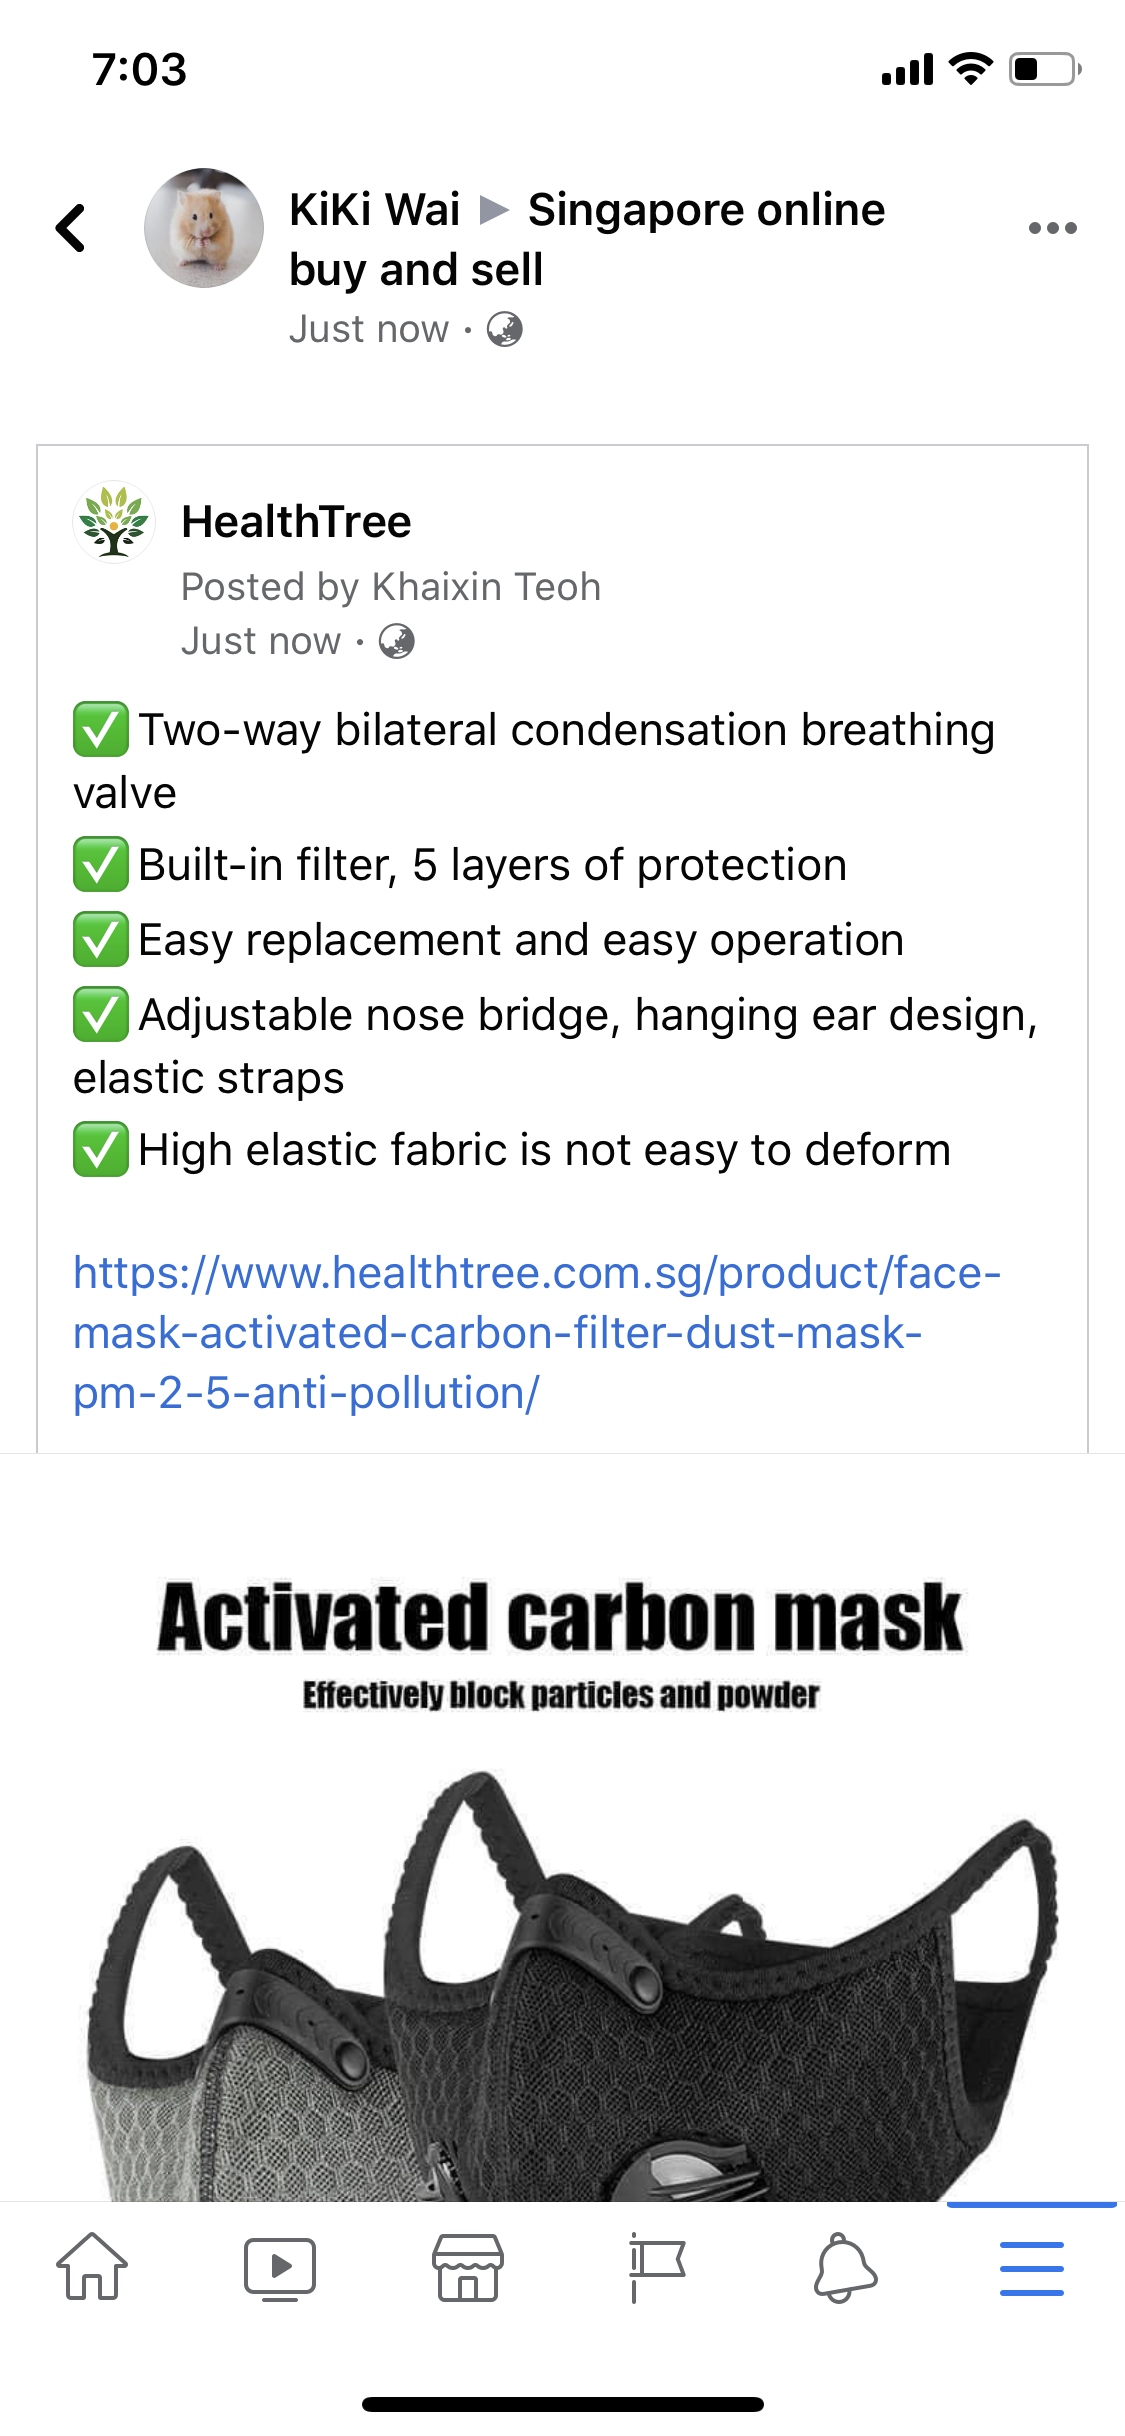 7:03
KiKi Wai ▶ Singapore online
buy and sell
Just now ·
HealthTree
Posted by Khaixin Teoh
Just now ·
✅Two-way bilateral condensation breathing
valve
✅Built-in filter, 5 layers of protection
✅Easy replacement and easy operation
✅Adjustable nose bridge, hanging ear design,
elastic straps
✅High elastic fabric is not easy to deform
https://www.healthtree.com.sg/product/face-
mask-activated-carbon-filter-dust-mask-
pm-2-5-anti-pollution/
Activated carbon mask
Effectively block particles and powder